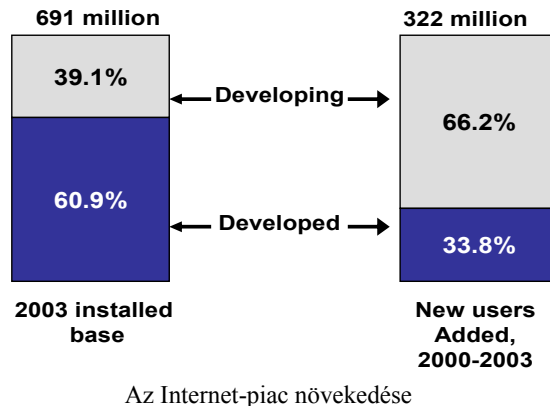 691 million
322 million
39.1%
Developing
66.2%
60.9%
Developed
33.8%
2003 installed
base
New users
Added,
2000-2003
Az Internet-piac növekedése